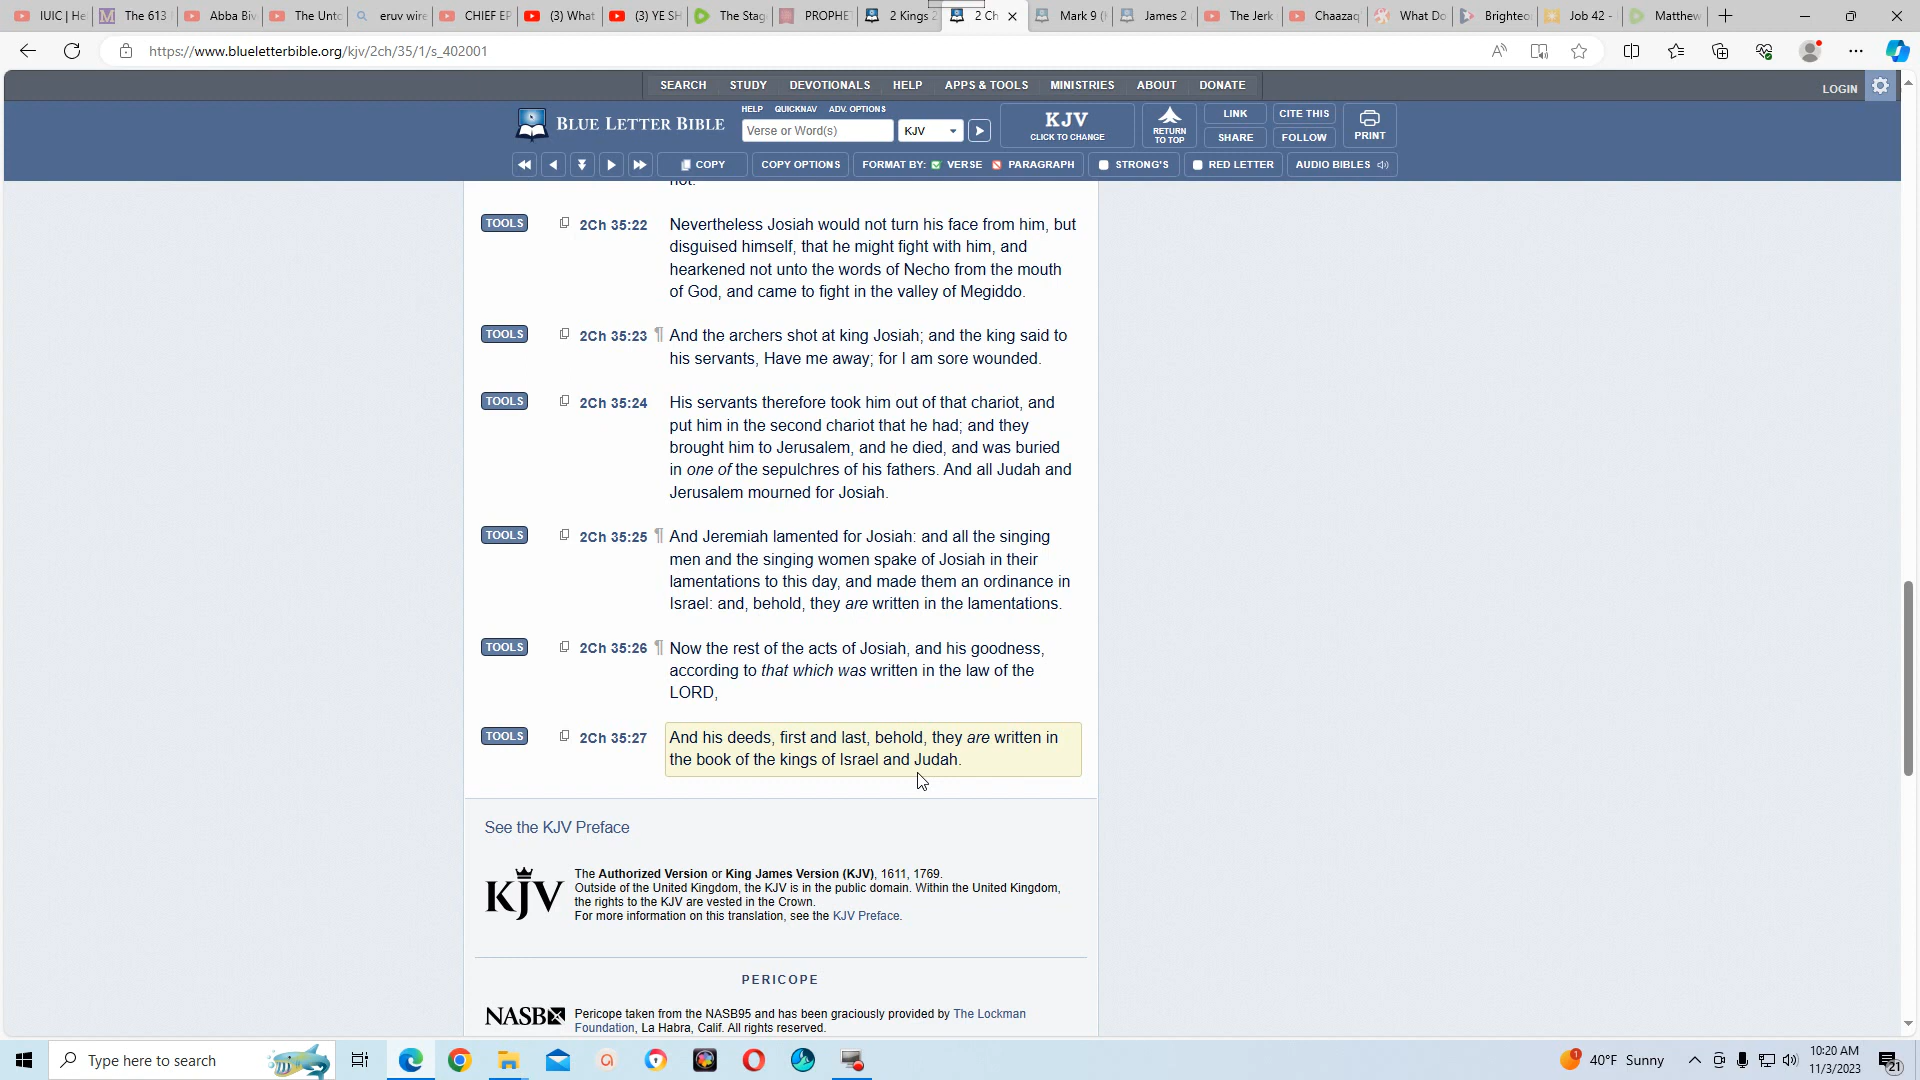 IUIC | He
The 613
Abba Biv
The Unto
eruv wire
CHIEF EP
(3) What
(3) YE SH
The Stag
PROPHET
2 Kings 2
2 Ch
Mark 9 (
James 2
The Jerk
Chaazaq
What Do
Brighteo
Job 42 -
Matthew
https://www.blueletterbible.org/kjv/2ch/35/1/s_402001
SEARCH STUDY DEVOTIONALS HELP APPS & TOOLS MINISTRIES ABOUT DONATE
LOGIN
BLUE LETTER BIBLE
HELP QUICKNAV ADV. OPTIONS
Verse or Word(s)
KJV
KJV
CLICK TO CHANGE
RETURN
TO TOP
LINK
CITE THIS
SHARE
FOLLOW
PRINT
COPY
COPY OPTIONS
FORMAT BY: VERSE PARAGRAPH
STRONG'S
RED LETTER
AUDIO BIBLES
not.
TOOLS 2Ch 35:22 Nevertheless Josiah would not turn his face from him, but
disguised himself, that he might fight with him, and
hearkened not unto the words of Necho from the mouth
of God, and came to fight in the valley of Megiddo.
TOOLS 2Ch 35:23 ¶ And the archers shot at king Josiah; and the king said to
his servants, Have me away; for I am sore wounded.
TOOLS 2Ch 35:24 His servants therefore took him out of that chariot, and
put him in the second chariot that he had; and they
brought him to Jerusalem, and he died, and was buried
in one of the sepulchres of his fathers. And all Judah and
Jerusalem mourned for Josiah.
TOOLS 2Ch 35:25 ¶ And Jeremiah lamented for Josiah: and all the singing
men and the singing women spake of Josiah in their
lamentations to this day, and made them an ordinance in
Israel: and, behold, they are written in the lamentations.
TOOLS 2Ch 35:26 ¶ Now the rest of the acts of Josiah, and his goodness,
according to that which was written in the law of the
LORD,
TOOLS 2Ch 35:27 And his deeds, first and last, behold, they are written in
the book of the kings of Israel and Judah.
See the KJV Preface
KJV
The Authorized Version or King James Version (KJV), 1611, 1769.
Outside of the United Kingdom, the KJV is in the public domain. Within the United Kingdom,
the rights to the KJV are vested in the Crown.
For more information on this translation, see the KJV Preface.
PERICOPE
NASB
Pericope taken from the NASB95 and has been graciously provided by The Lockman
Foundation, La Habra, Calif. All rights reserved.
Type here to search
40°F Sunny
10:20 AM
11/3/2023
21